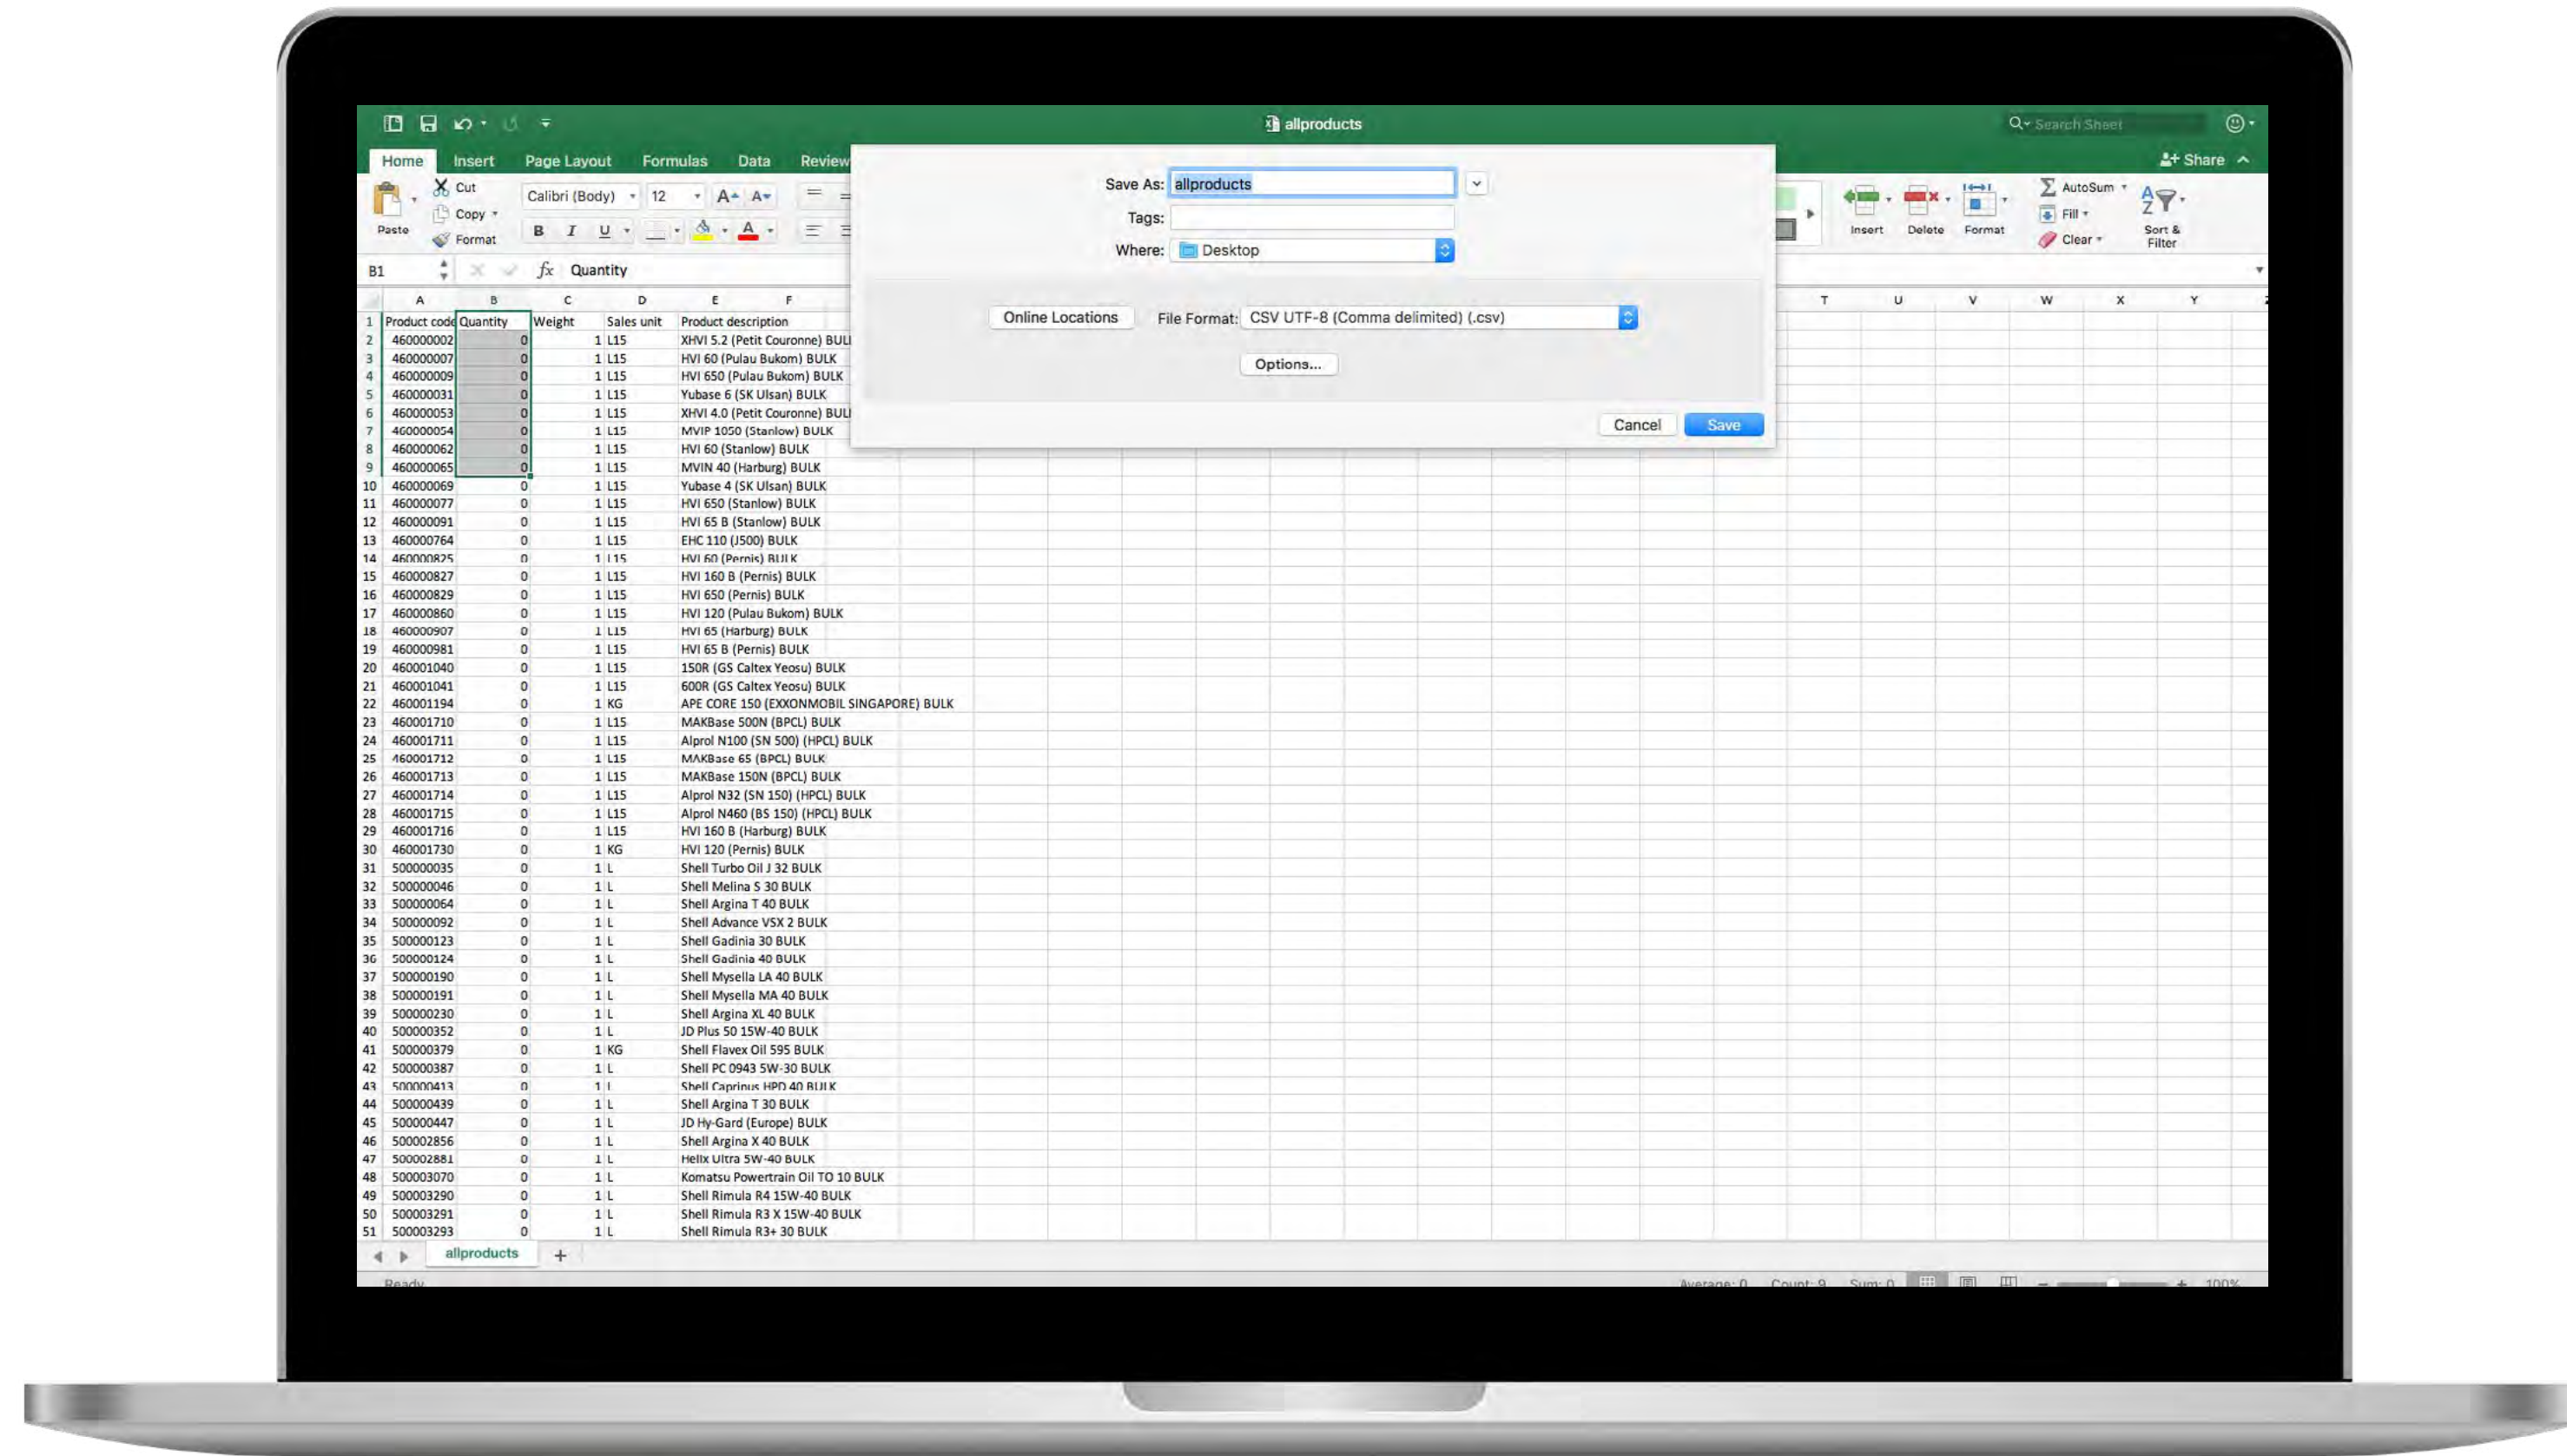 allproducts
Search Sheet
Home Insert Page Layout Formulas Data Review
Share
Paste
Cut
Copy
Format
Calibri (Body) 12
B I U
Insert
Delete
Format
AutoSum
Fill
Clear
Sort & Filter
Save As: allproducts
Tags:
Where: Desktop
Online Locations File Format: CSV UTF-8 (Comma delimited) (.csv)
Options...
Cancel Save
B1 fx Quantity
A B C D E F T U V W X Y
1 Product code Quantity Weight Sales unit Product description
2 460000002 0 1 L15 XHVI 5.2 (Petit Couronne) BUL
3 460000007 0 1 L15 HVI 60 (Pulau Bukom) BULK
4 460000009 0 1 L15 HVI 650 (Pulau Bukom) BULK
5 460000031 0 1 L15 Yubase 6 (SK Ulsan) BULK
6 460000053 0 1 L15 XHVI 4.0 (Petit Couronne) BUL
7 460000054 0 1 L15 MVIP 1050 (Stanlow) BULK
8 460000062 0 1 L15 HVI 60 (Stanlow) BULK
9 460000065 0 1 L15 MVIN 40 (Harburg) BULK
10 460000069 0 1 L15 Yubase 4 (SK Ulsan) BULK
11 460000077 0 1 L15 HVI 650 (Stanlow) BULK
12 460000091 0 1 L15 HVI 65 B (Stanlow) BULK
13 460000764 0 1 L15 EHC 110 (J500) BULK
14 460000825 0 1 L15 HVI 60 (Pernis) BULK
15 460000827 0 1 L15 HVI 160 B (Pernis) BULK
16 460000829 0 1 L15 HVI 650 (Pernis) BULK
17 460000860 0 1 L15 HVI 120 (Pulau Bukom) BULK
18 460000907 0 1 L15 HVI 65 (Harburg) BULK
19 460000981 0 1 L15 HVI 65 B (Pernis) BULK
20 460001040 0 1 L15 150R (GS Caltex Yeosu) BULK
21 460001041 0 1 L15 600R (GS Caltex Yeosu) BULK
22 460001194 0 1 KG APE CORE 150 (EXXONMOBIL SINGAPORE) BULK
23 460001710 0 1 L15 MAKBase 500N (BPCL) BULK
24 460001711 0 1 L15 Alprol N100 (SN 500) (HPCL) BULK
25 460001712 0 1 L15 MAKBase 65 (BPCL) BULK
26 460001713 0 1 L15 MAKBase 150N (BPCL) BULK
27 460001714 0 1 L15 Alprol N32 (SN 150) (HPCL) BULK
28 460001715 0 1 L15 Alprol N460 (BS 150) (HPCL) BULK
29 460001716 0 1 L15 HVI 160 B (Harburg) BULK
30 460001730 0 1 KG HVI 120 (Pernis) BULK
31 500000035 0 1 L Shell Turbo Oil J 32 BULK
32 500000046 0 1 L Shell Melina S 30 BULK
33 500000064 0 1 L Shell Argina T 40 BULK
34 500000092 0 1 L Shell Advance VSX 2 BULK
35 500000123 0 1 L Shell Gadinia 30 BULK
36 500000124 0 1 L Shell Gadinia 40 BULK
37 500000190 0 1 L Shell Mysella LA 40 BULK
38 500000191 0 1 L Shell Mysella MA 40 BULK
39 500000230 0 1 L Shell Argina XL 40 BULK
40 500000352 0 1 L JD Plus 50 15W-40 BULK
41 500000379 0 1 KG Shell Flavex Oil 595 BULK
42 500000387 0 1 L Shell PC 0943 5W-30 BULK
43 500000413 0 1 L Shell Caprinus HPD 40 BULK
44 500000439 0 1 L Shell Argina T 30 BULK
45 500000447 0 1 L JD Hy-Gard (Europe) BULK
46 500002856 0 1 L Shell Argina X 40 BULK
47 500002881 0 1 L Helix Ultra 5W-40 BULK
48 500003070 0 1 L Komatsu Powertrain Oil TO 10 BULK
49 500003290 0 1 L Shell Rimula R4 15W-40 BULK
50 500003291 0 1 L Shell Rimula R3 X 15W-40 BULK
51 500003293 0 1 L Shell Rimula R3+ 30 BULK
allproducts +
Ready Average: 0 Count: 9 Sum: 0 100%